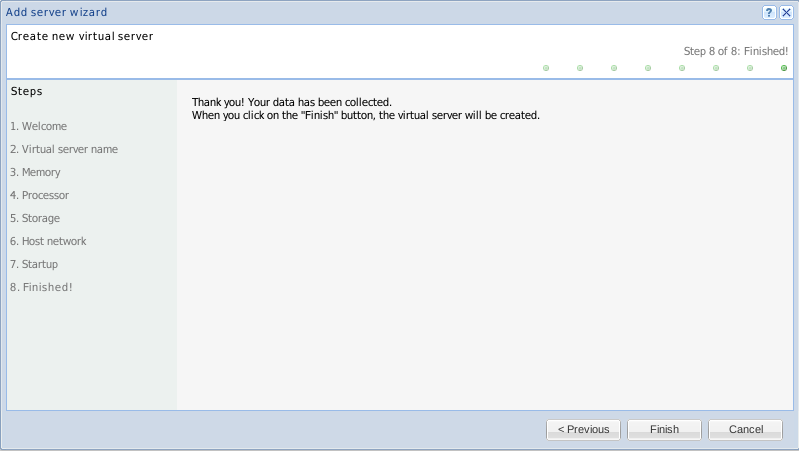 Add server wizard
?
Create new virtual server
Step 8 of 8: Finished!
Steps
1. Welcome
2. Virtual server name
3. Memory
4. Processor
5. Storage
6. Host network
7. Startup
8. Finished!
Thank you! Your data has been collected.
When you click on the "Finish" button, the virtual server will be created.
< Previous
Finish
Cancel